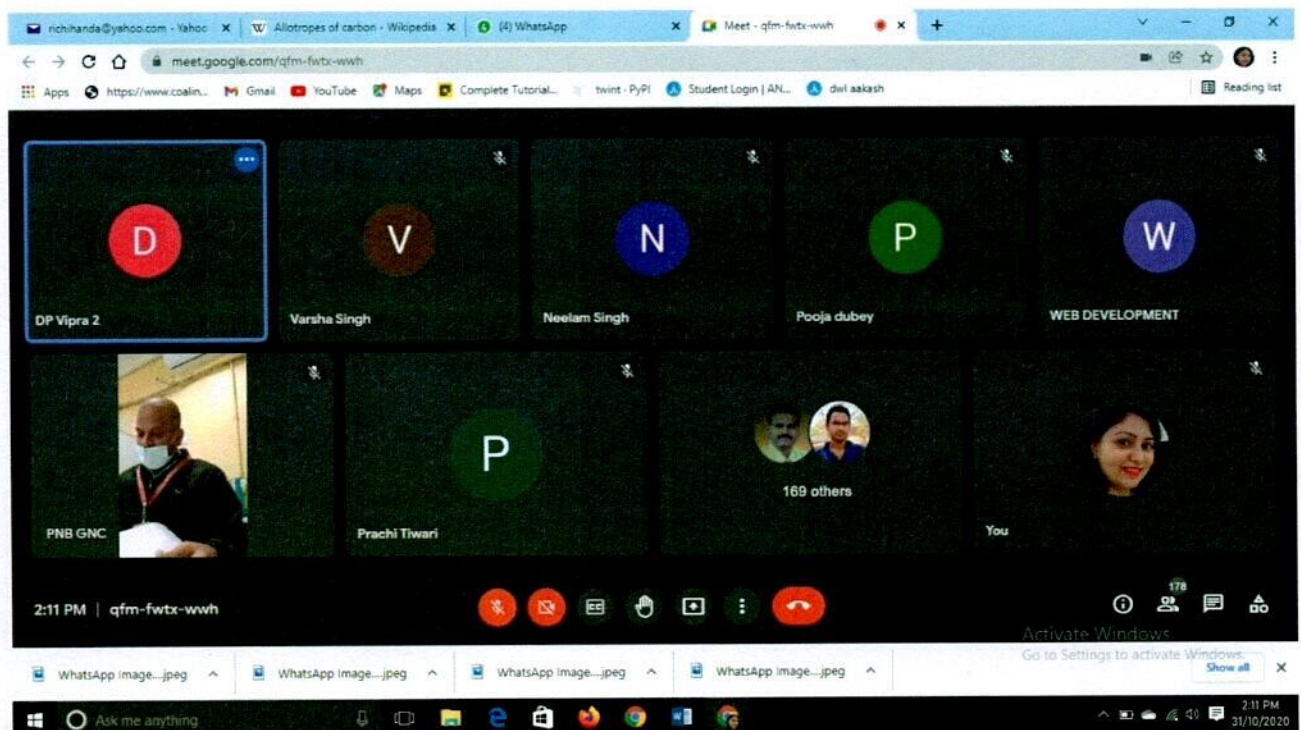 richihanda@yahoo.com - Yahoo
Allotropes of carbon - Wikipedia
(4) WhatsApp
Meet - qfm-fwtx-wwh
meet.google.com/qfm-fwtx-wwh
Apps
https://www.coalin...
Gmail
YouTube
Maps
Complete Tutorial...
twint · PyPI
Student Login | AN...
dwl aakash
Reading list
D
DP Vipra 2
V
Varsha Singh
N
Neelam Singh
P
Pooja dubey
W
WEB DEVELOPMENT
PNB GNC
P
Prachi Tiwari
169 others
You
2:11 PM | qfm-fwtx-wwh
CC
178
Activate Windows
Go to Settings to activate Windows.
WhatsApp Image....jpeg
WhatsApp Image....jpeg
WhatsApp Image....jpeg
WhatsApp Image....jpeg
Show all
Ask me anything
2:11 PM
31/10/2020